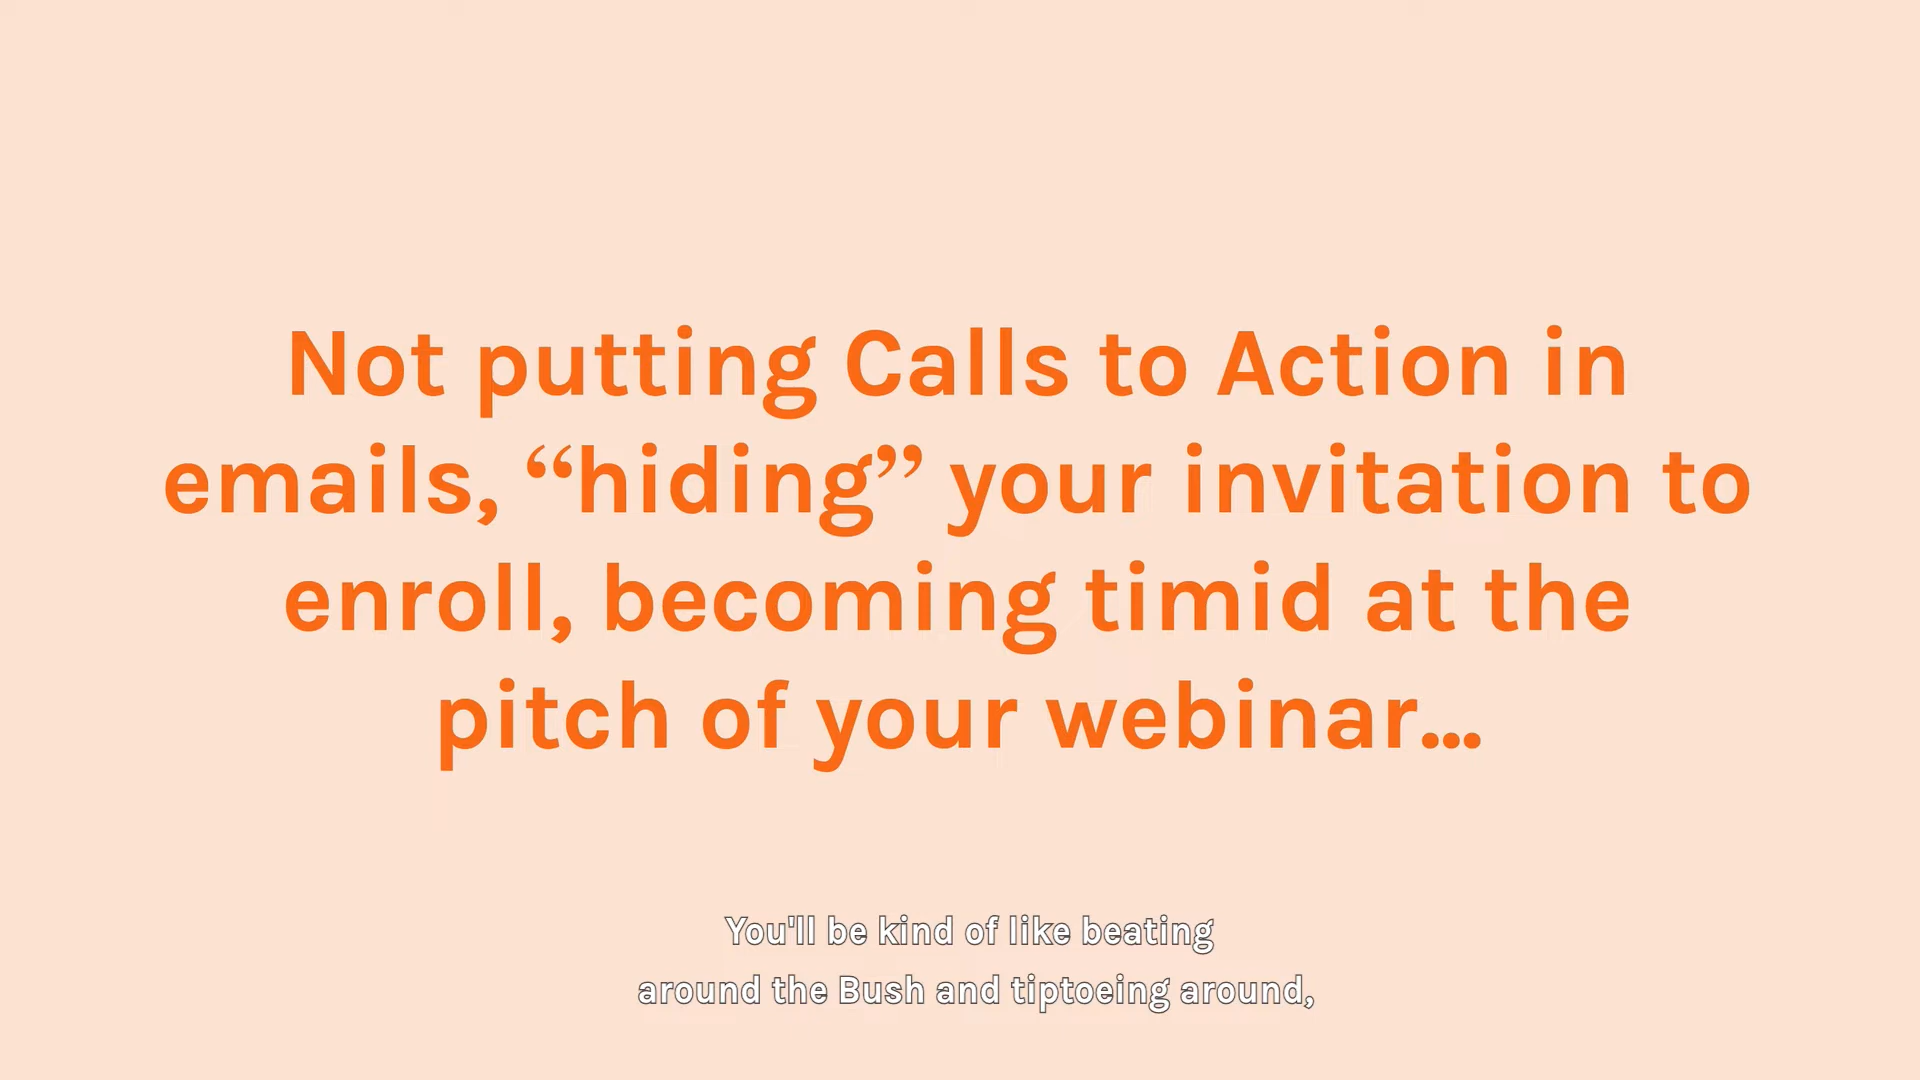 Not putting Calls to Action in
emails, “hiding” your invitation to
enroll, becoming timid at the
pitch of your webinar...
You'll be kind of like beating
around the Bush and tiptoeing around,